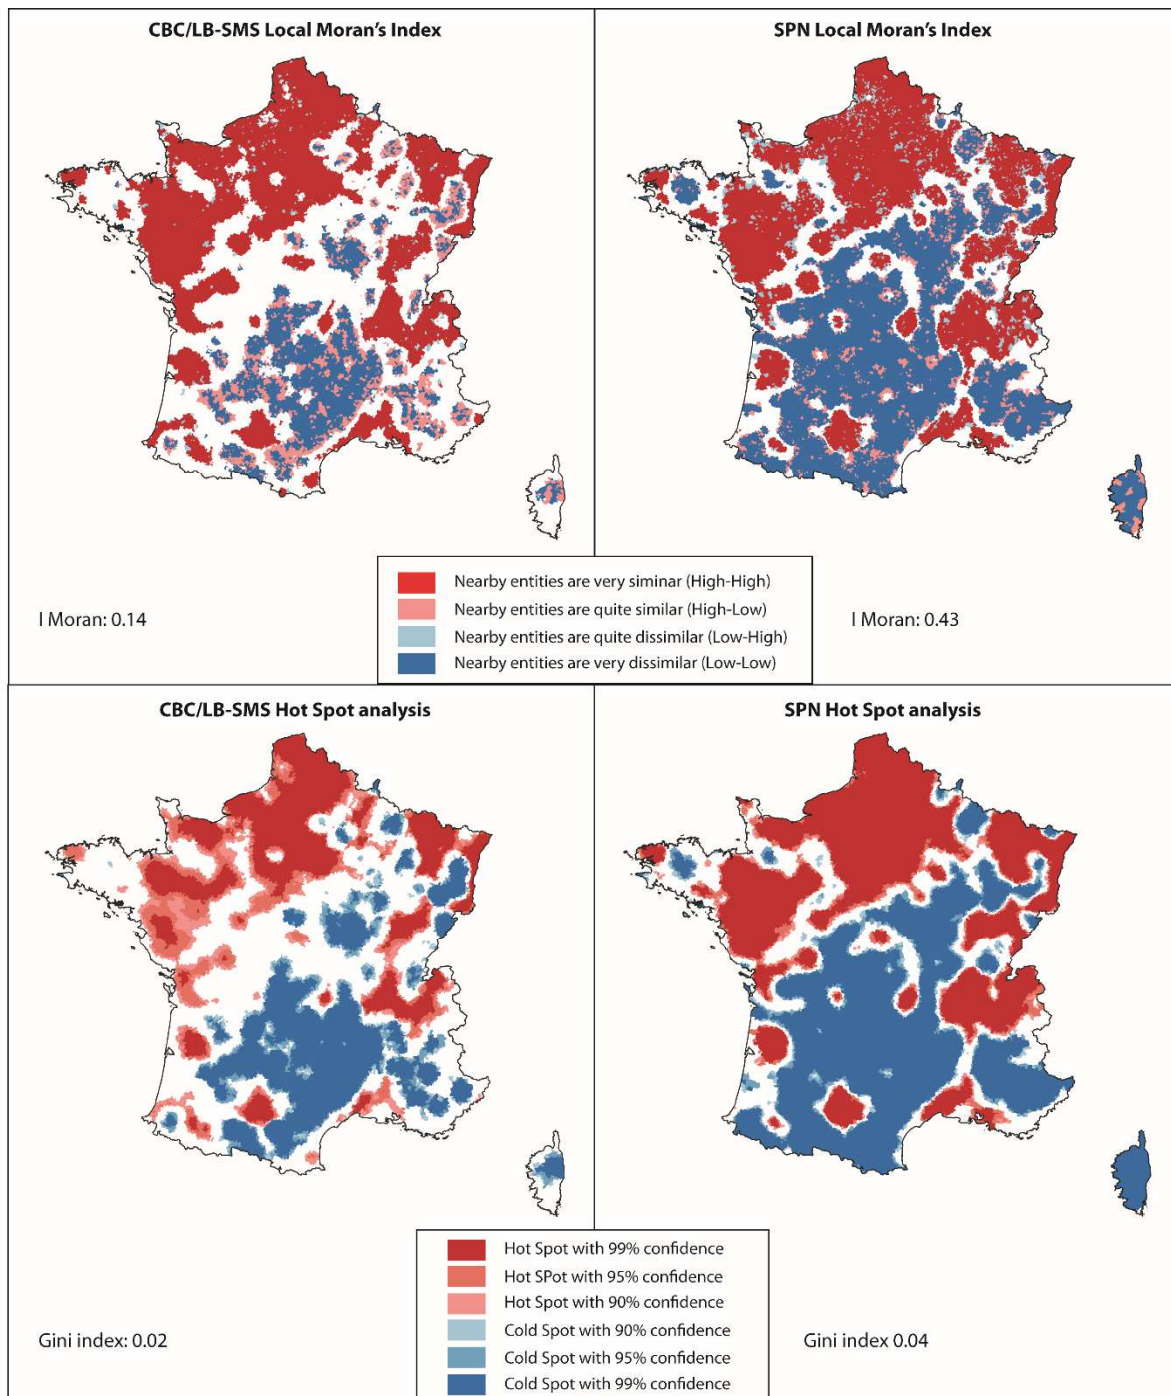 CBC/LB-SMS Local Moran's Index
SPN Local Moran's Index
Nearby entities are very siminar (High-High)
Nearby entities are quite similar (High-Low)
Nearby entities are quite dissimilar (Low-High)
Nearby entities are very dissimilar (Low-Low)
I Moran: 0.14
I Moran: 0.43
CBC/LB-SMS Hot Spot analysis
SPN Hot Spot analysis
Hot Spot with 99% confidence
Hot SPot with 95% confidence
Hot Spot with 90% confidence
Cold Spot with 90% confidence
Cold Spot with 95% confidence
Cold Spot with 99% confidence
Gini index: 0.02
Gini index 0.04